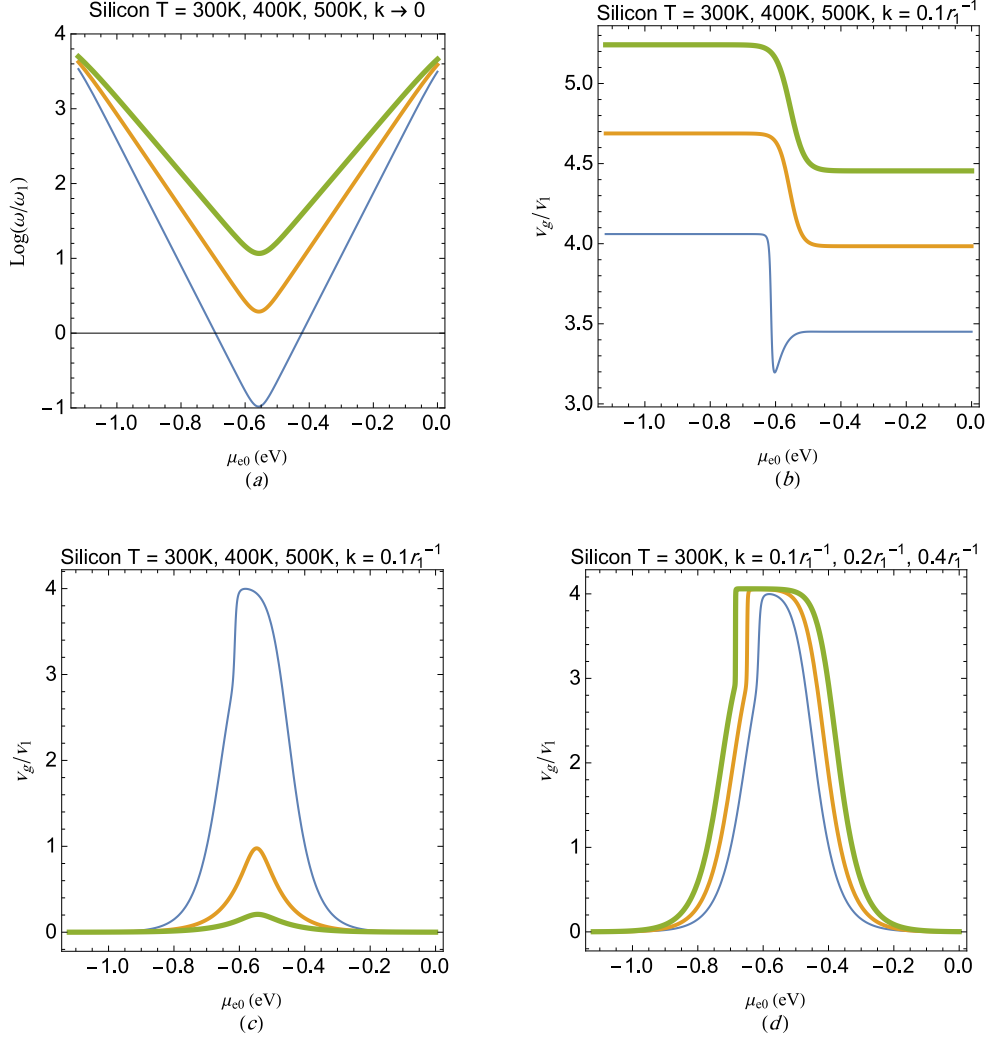 Silicon T = 300K, 400K, 500K, k → 0
Log(ω/ω₁)
4
3
2
1
0
−1
−1.0 −0.8 −0.6 −0.4 −0.2 0.0
μₑ₀ (eV)
(a)
Silicon T = 300K, 400K, 500K, k = 0.1r₁⁻¹
v_g/v₁
5.0
4.5
4.0
3.5
3.0
−1.0 −0.8 −0.6 −0.4 −0.2 0.0
μₑ₀ (eV)
(b)
Silicon T = 300K, 400K, 500K, k = 0.1r₁⁻¹
v_g/v₁
4
3
2
1
0
−1.0 −0.8 −0.6 −0.4 −0.2 0.0
μₑ₀ (eV)
(c)
Silicon T = 300K, k = 0.1r₁⁻¹, 0.2r₁⁻¹, 0.4r₁⁻¹
v_g/v₁
4
3
2
1
0
−1.0 −0.8 −0.6 −0.4 −0.2 0.0
μₑ₀ (eV)
(d)